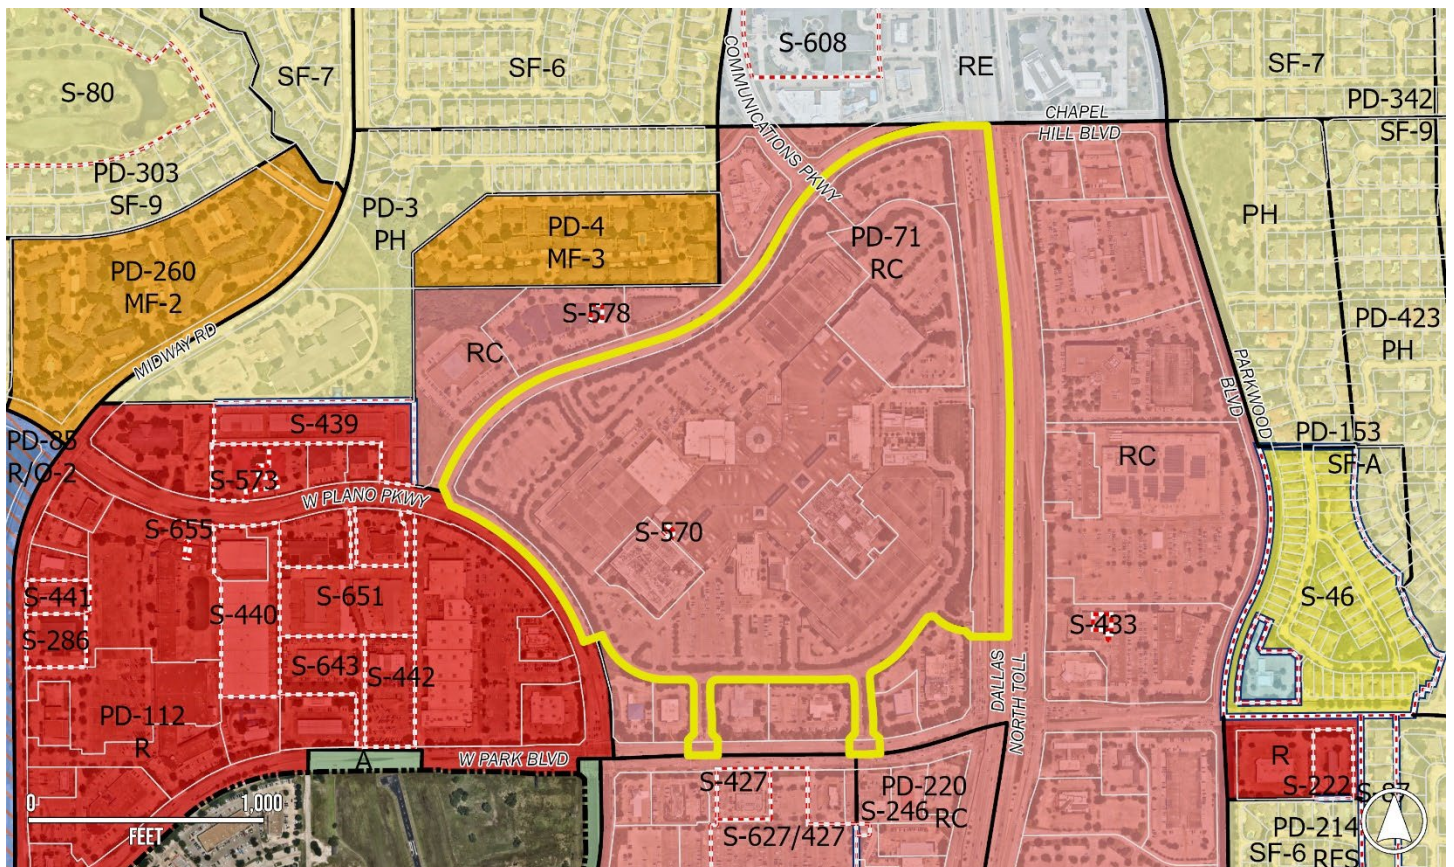 S-608
COMMUNICATIONS PKWY
RE
SF-7
SF-6
SF-7
S-80
PD-342
SF-9
CHAPEL
HILL BLVD
PD-303
SF-9
PD-3
PH
PD-4
MF-3
PD-71
RC
PH
PD-260
MF-2
S-578
PD-423
PH
MIDWAY RD
RC
PARKWOOD
BLVD
S-439
PD-85
R/O-2
PD-153
SF-A
RC
S-573
W PLANO PKWY
S-655
S-570
S-441
S-440
S-651
S-46
S-286
S-433
S-643
S-442
DALLAS
NORTH TOLL
PD-112
R
A
W PARK BLVD
R
S-427
PD-220
RC
S-246
S-222
S-87
0
1,000
FEET
S-627/427
PD-214
SF-6
RFS